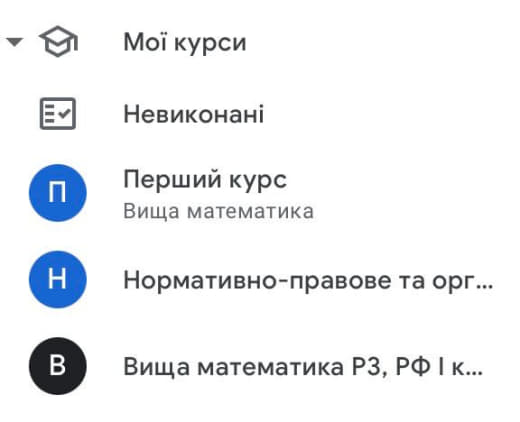 Мої курси
Невиконані
П
Перший курс
Вища математика
Н
Нормативно-правове та орг...
В
Вища математика РЗ, РФ І к...